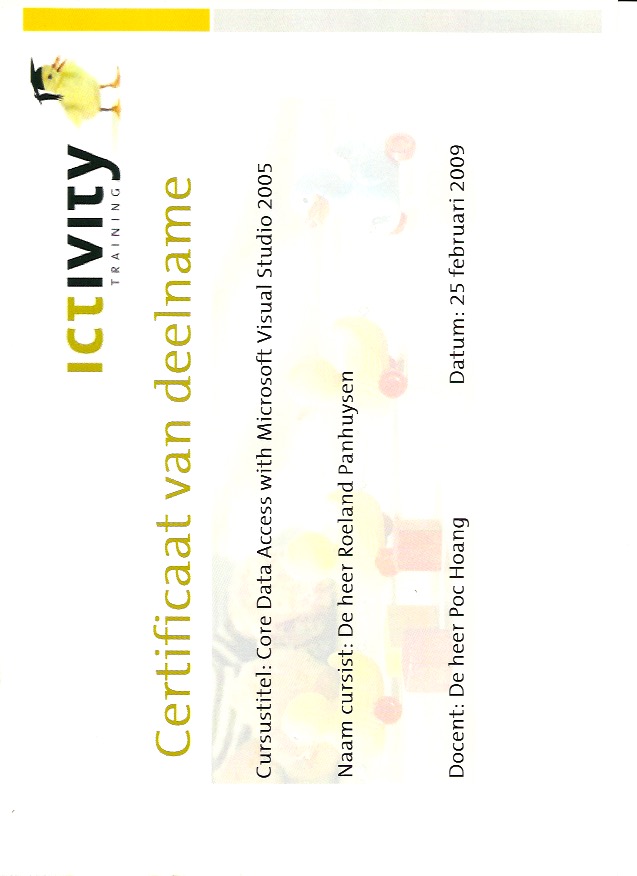 ICTIVITY
TRAINING
Certificaat van deelname
Cursustitel: Core Data Access with Microsoft Visual Studio 2005
Naam cursist: De heer Roeland Panhuysen
Docent: De heer Poc Hoang Datum: 25 februari 2009